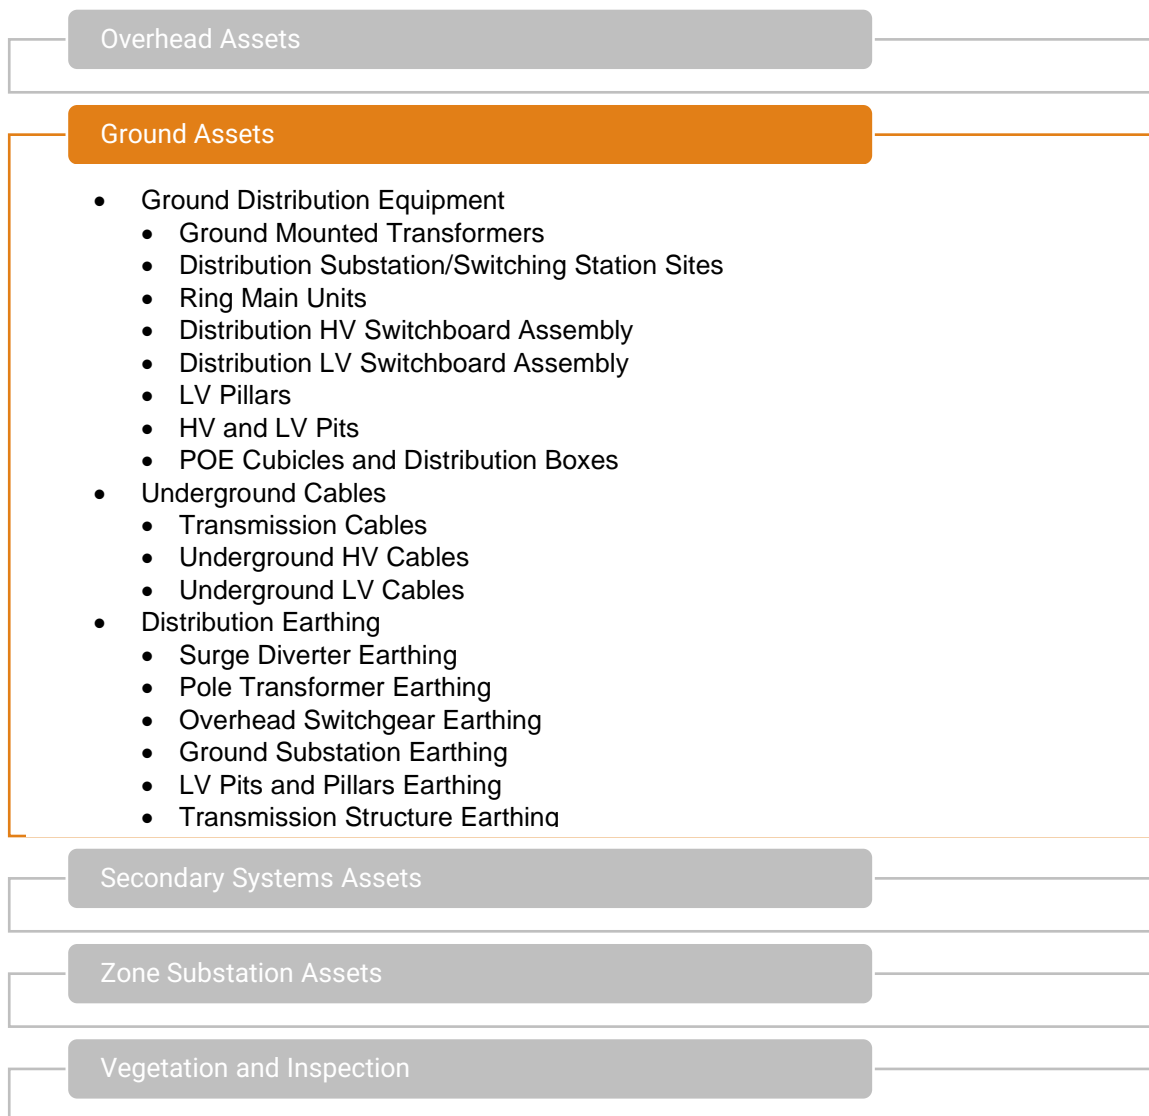 Overhead Assets
Ground Assets
• Ground Distribution Equipment
• Ground Mounted Transformers
• Distribution Substation/Switching Station Sites
• Ring Main Units
• Distribution HV Switchboard Assembly
• Distribution LV Switchboard Assembly
• LV Pillars
• HV and LV Pits
• POE Cubicles and Distribution Boxes
• Underground Cables
• Transmission Cables
• Underground HV Cables
• Underground LV Cables
• Distribution Earthing
• Surge Diverter Earthing
• Pole Transformer Earthing
• Overhead Switchgear Earthing
• Ground Substation Earthing
• LV Pits and Pillars Earthing
• Transmission Structure Earthing
Secondary Systems Assets
Zone Substation Assets
Vegetation and Inspection